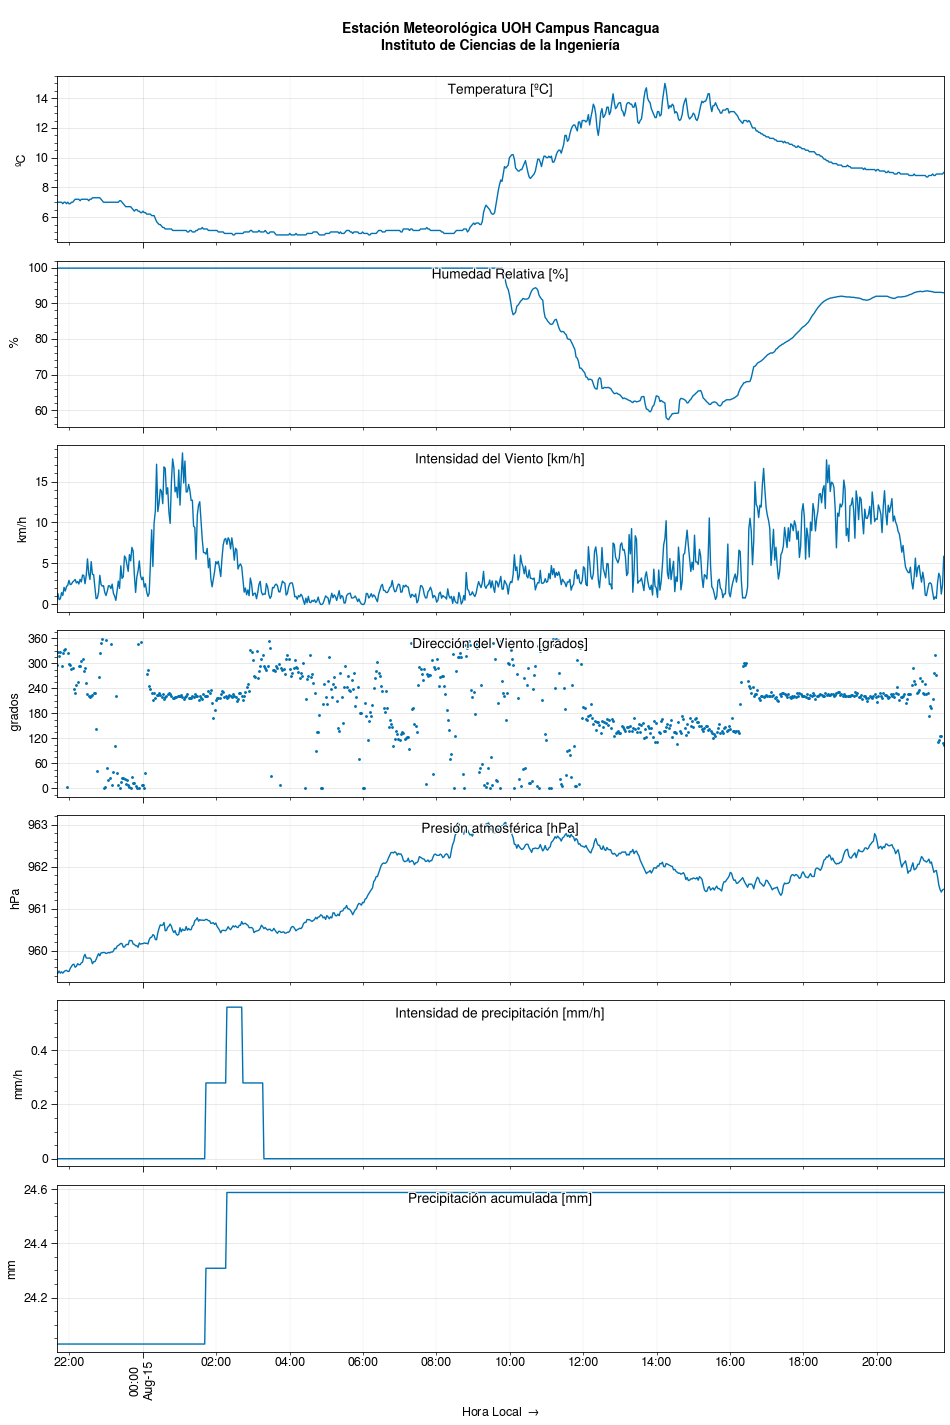 Estación Meteorológica UOH Campus Rancagua
Instituto de Ciencias de la Ingeniería
Temperatura [ºC]
14
12
10
8
6
ºC
Humedad Relativa [%]
100
90
80
70
60
%
Intensidad del Viento [km/h]
15
10
5
0
km/h
Dirección del Viento [grados]
360
300
240
180
120
60
0
grados
Presión atmosférica [hPa]
963
962
961
960
hPa
Intensidad de precipitación [mm/h]
0.4
0.2
0
mm/h
Precipitación acumulada [mm]
24.6
24.4
24.2
mm
22:00
00:00
Aug-15
02:00
04:00
06:00
08:00
10:00
12:00
14:00
16:00
18:00
20:00
Hora Local →